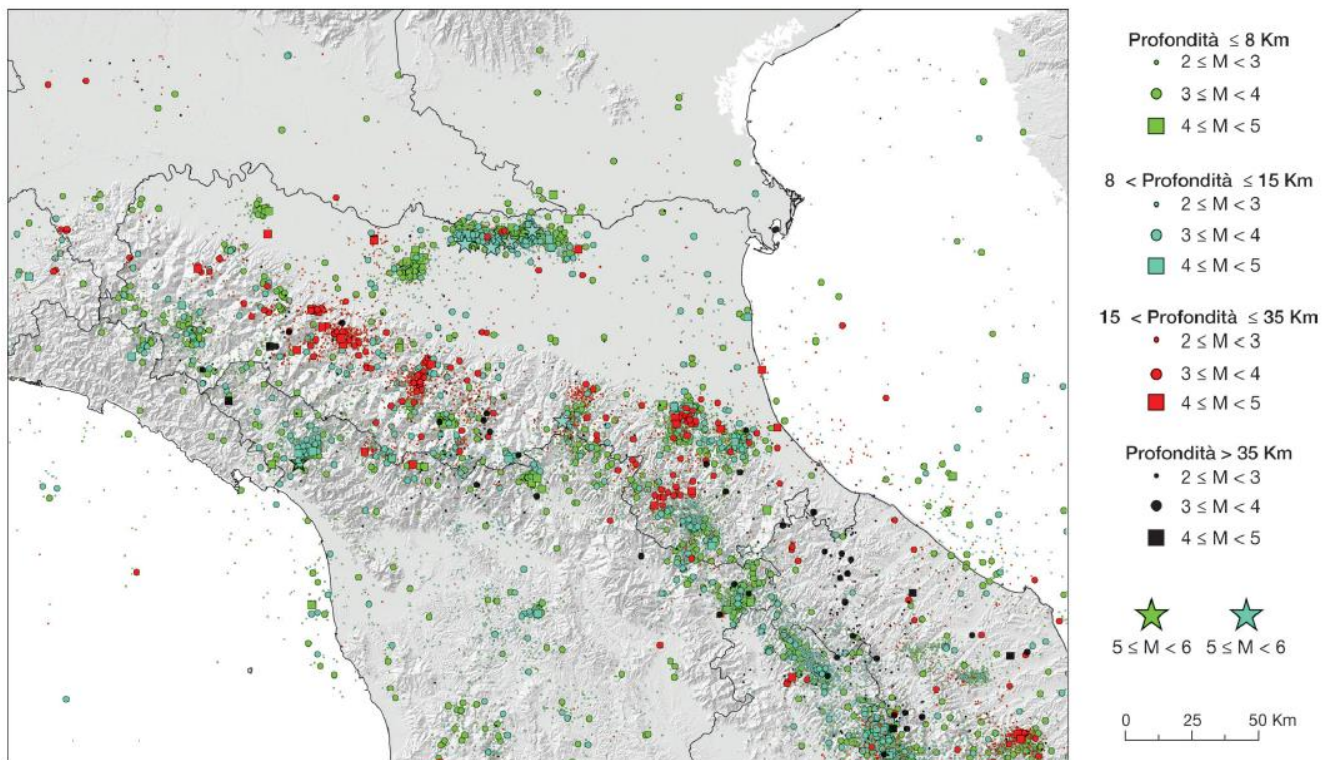 Profondità ≤ 8 Km
2 ≤ M < 3
3 ≤ M < 4
4 ≤ M < 5
8 < Profondità ≤ 15 Km
2 ≤ M < 3
3 ≤ M < 4
4 ≤ M < 5
15 < Profondità ≤ 35 Km
2 ≤ M < 3
3 ≤ M < 4
4 ≤ M < 5
Profondità > 35 Km
2 ≤ M < 3
3 ≤ M < 4
4 ≤ M < 5
5 ≤ M < 6 5 ≤ M < 6
0 25 50 Km